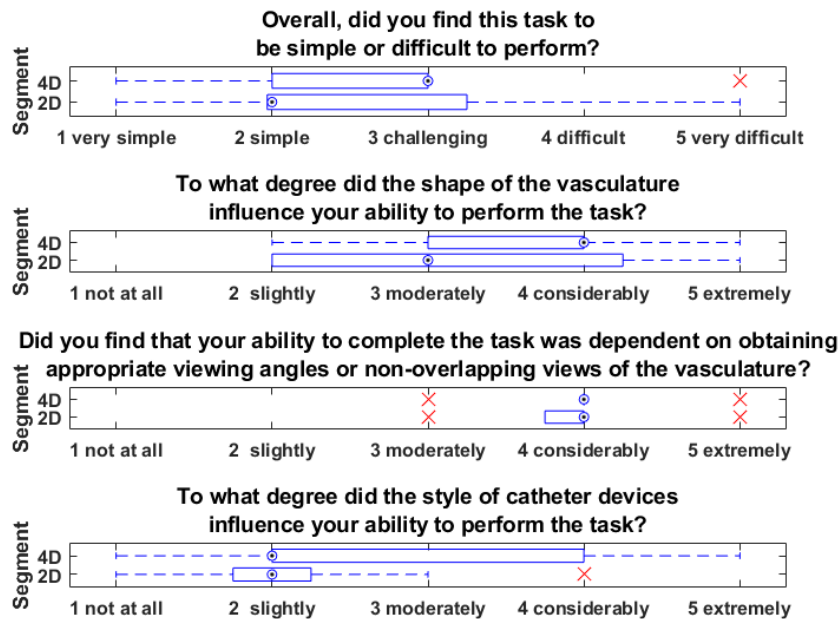 Overall, did you find this task to
be simple or difficult to perform?
Segment
4D
2D
1 very simple 2 simple 3 challenging 4 difficult 5 very difficult
To what degree did the shape of the vasculature
influence your ability to perform the task?
Segment
4D
2D
1 not at all 2 slightly 3 moderately 4 considerably 5 extremely
Did you find that your ability to complete the task was dependent on obtaining
appropriate viewing angles or non-overlapping views of the vasculature?
Segment
4D
2D
1 not at all 2 slightly 3 moderately 4 considerably 5 extremely
To what degree did the style of catheter devices
influence your ability to perform the task?
Segment
4D
2D
1 not at all 2 slightly 3 moderately 4 considerably 5 extremely